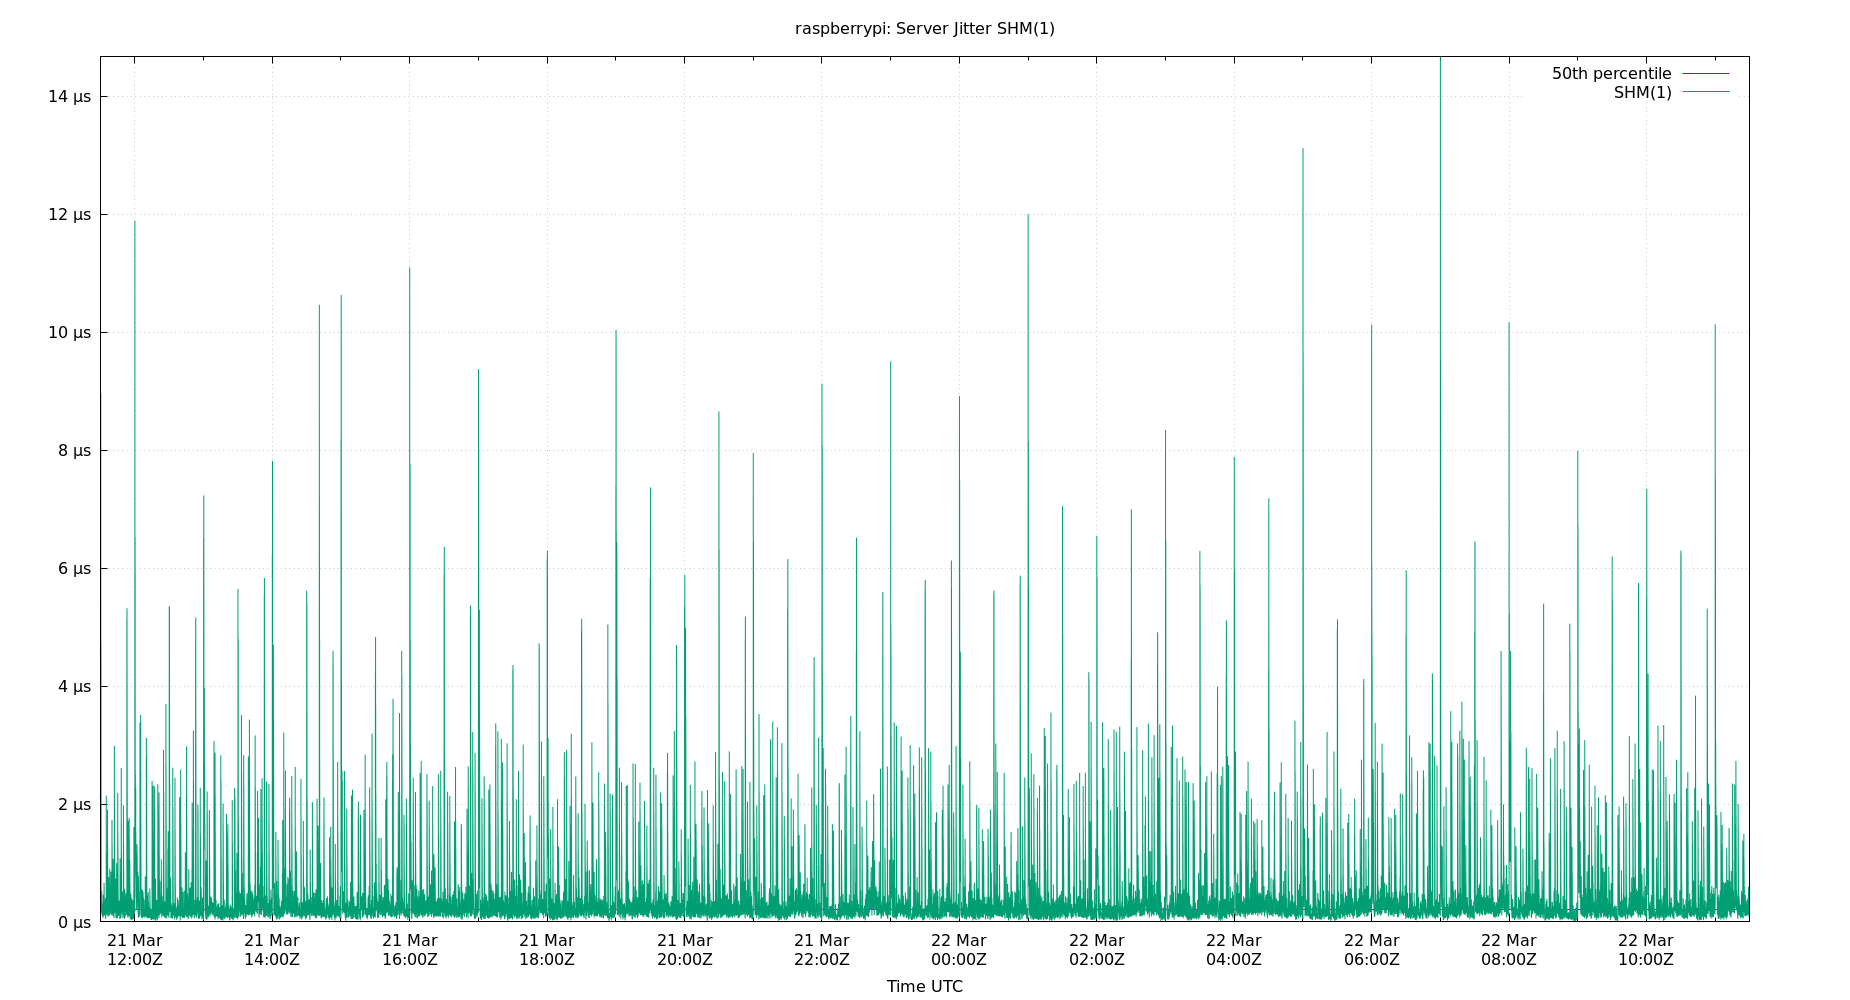 raspberrypi: Server Jitter SHM(1)
50th percentile
SHM(1)
14 µs
12 µs
10 µs
8 µs
6 µs
4 µs
2 µs
0 µs
21 Mar 21 Mar 21 Mar 21 Mar 21 Mar 21 Mar 22 Mar 22 Mar 22 Mar 22 Mar 22 Mar 22 Mar
12:00Z 14:00Z 16:00Z 18:00Z 20:00Z 22:00Z 00:00Z 02:00Z 04:00Z 06:00Z 08:00Z 10:00Z
Time UTC